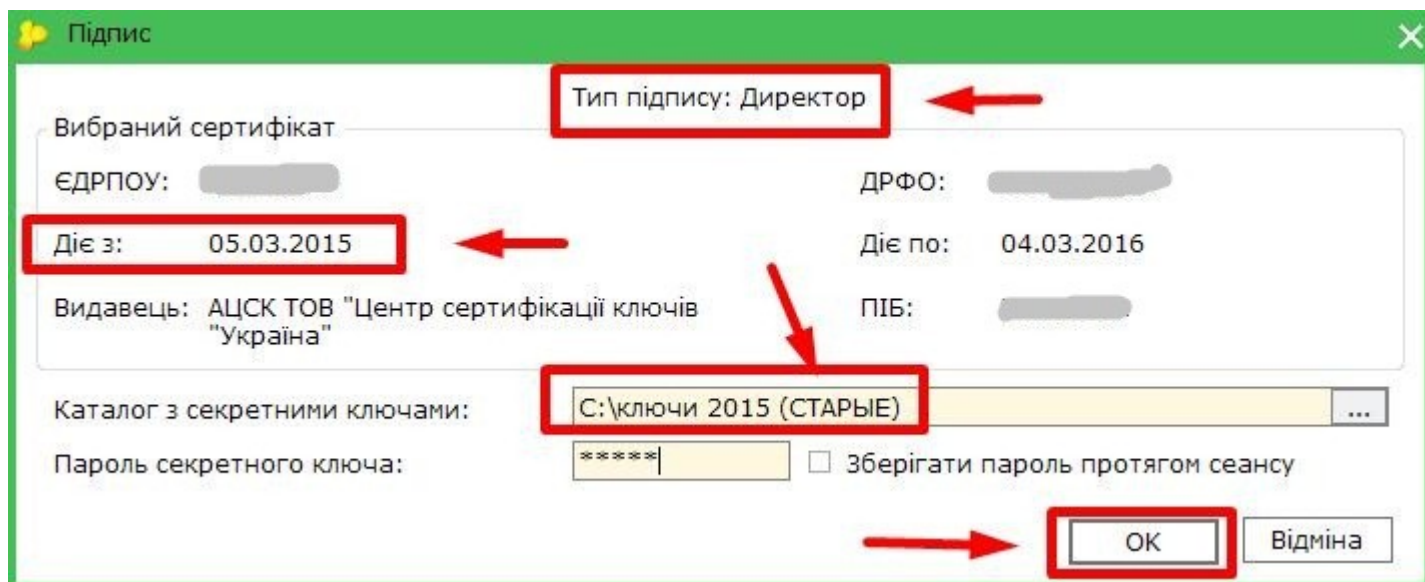 Підпис
Тип підпису: Директор
Вибраний сертифікат
ЄДРПОУ:
ДРФО:
Діє з: 05.03.2015
Діє по: 04.03.2016
Видавець: АЦСК ТОВ "Центр сертифікації ключів
"Україна"
ПІБ:
Каталог з секретними ключами: C:\ключи 2015 (СТАРЫЕ) ...
Пароль секретного ключа: ***** Зберігати пароль протягом сеансу
OK Відміна